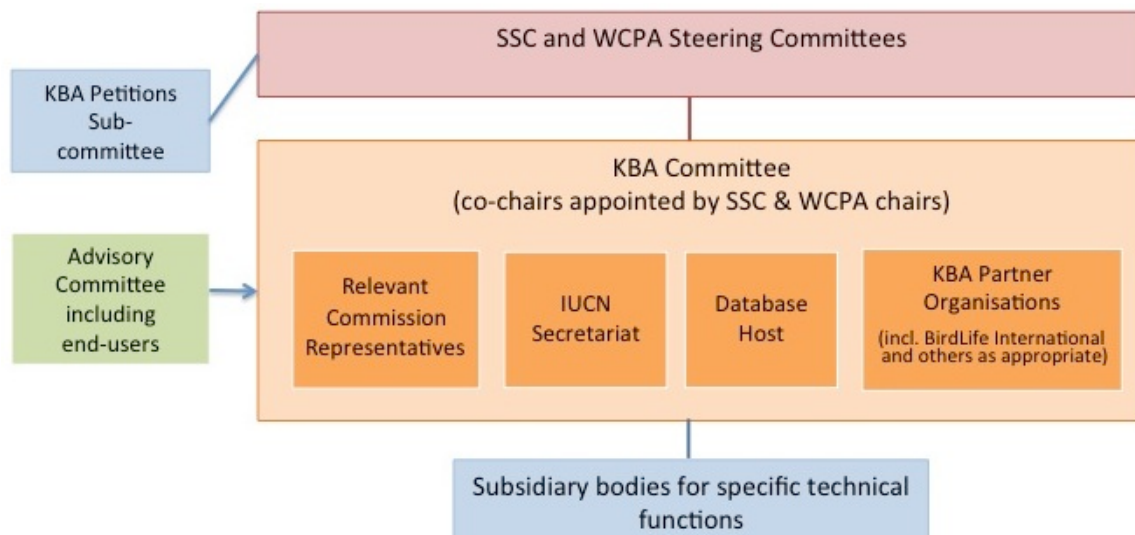 SSC and WCPA Steering Committees
KBA Petitions
Sub-
committee
KBA Committee
(co-chairs appointed by SSC & WCPA chairs)
Advisory
Committee
including
end-users
Relevant
Commission
Representatives
IUCN
Secretariat
Database
Host
KBA Partner
Organisations
(incl. BirdLife International
and others as appropriate)
Subsidiary bodies for specific technical
functions